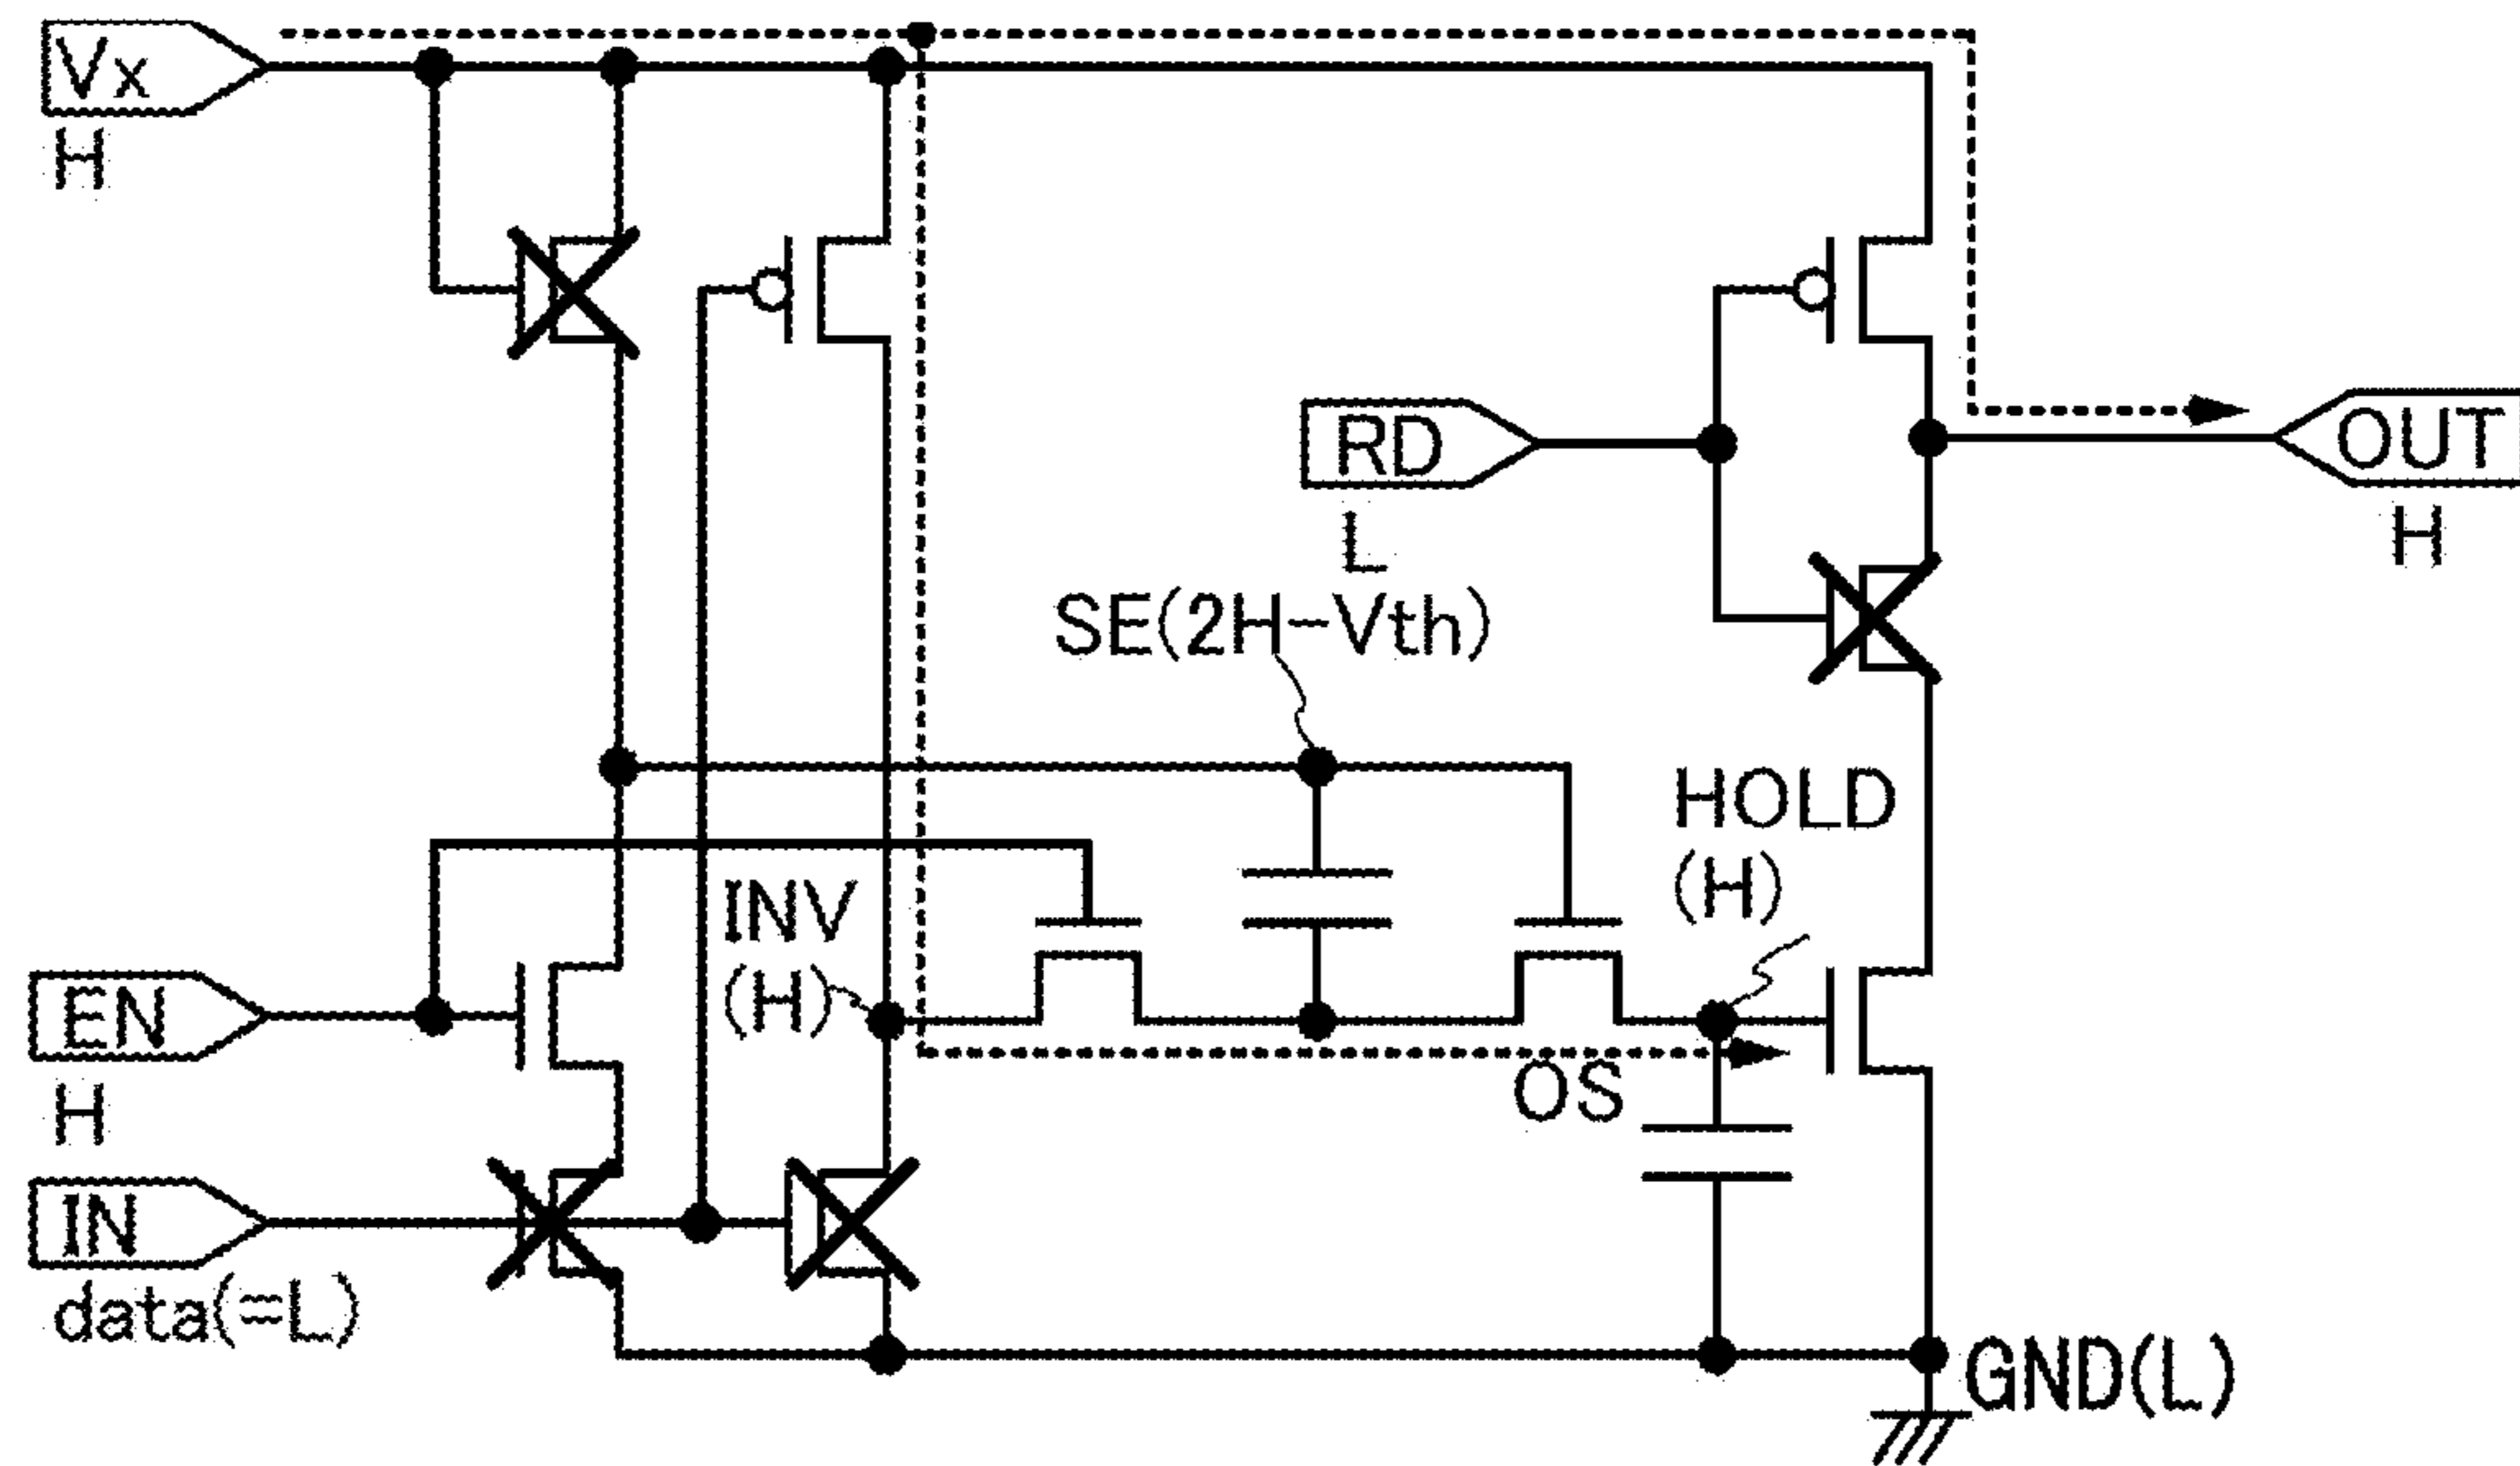 Vx
H
RD
L
OUT
H
SE(2H-Vth)
HOLD
(H)
INV
(H)
EN
H
OS
IN
data(=L)
GND(L)